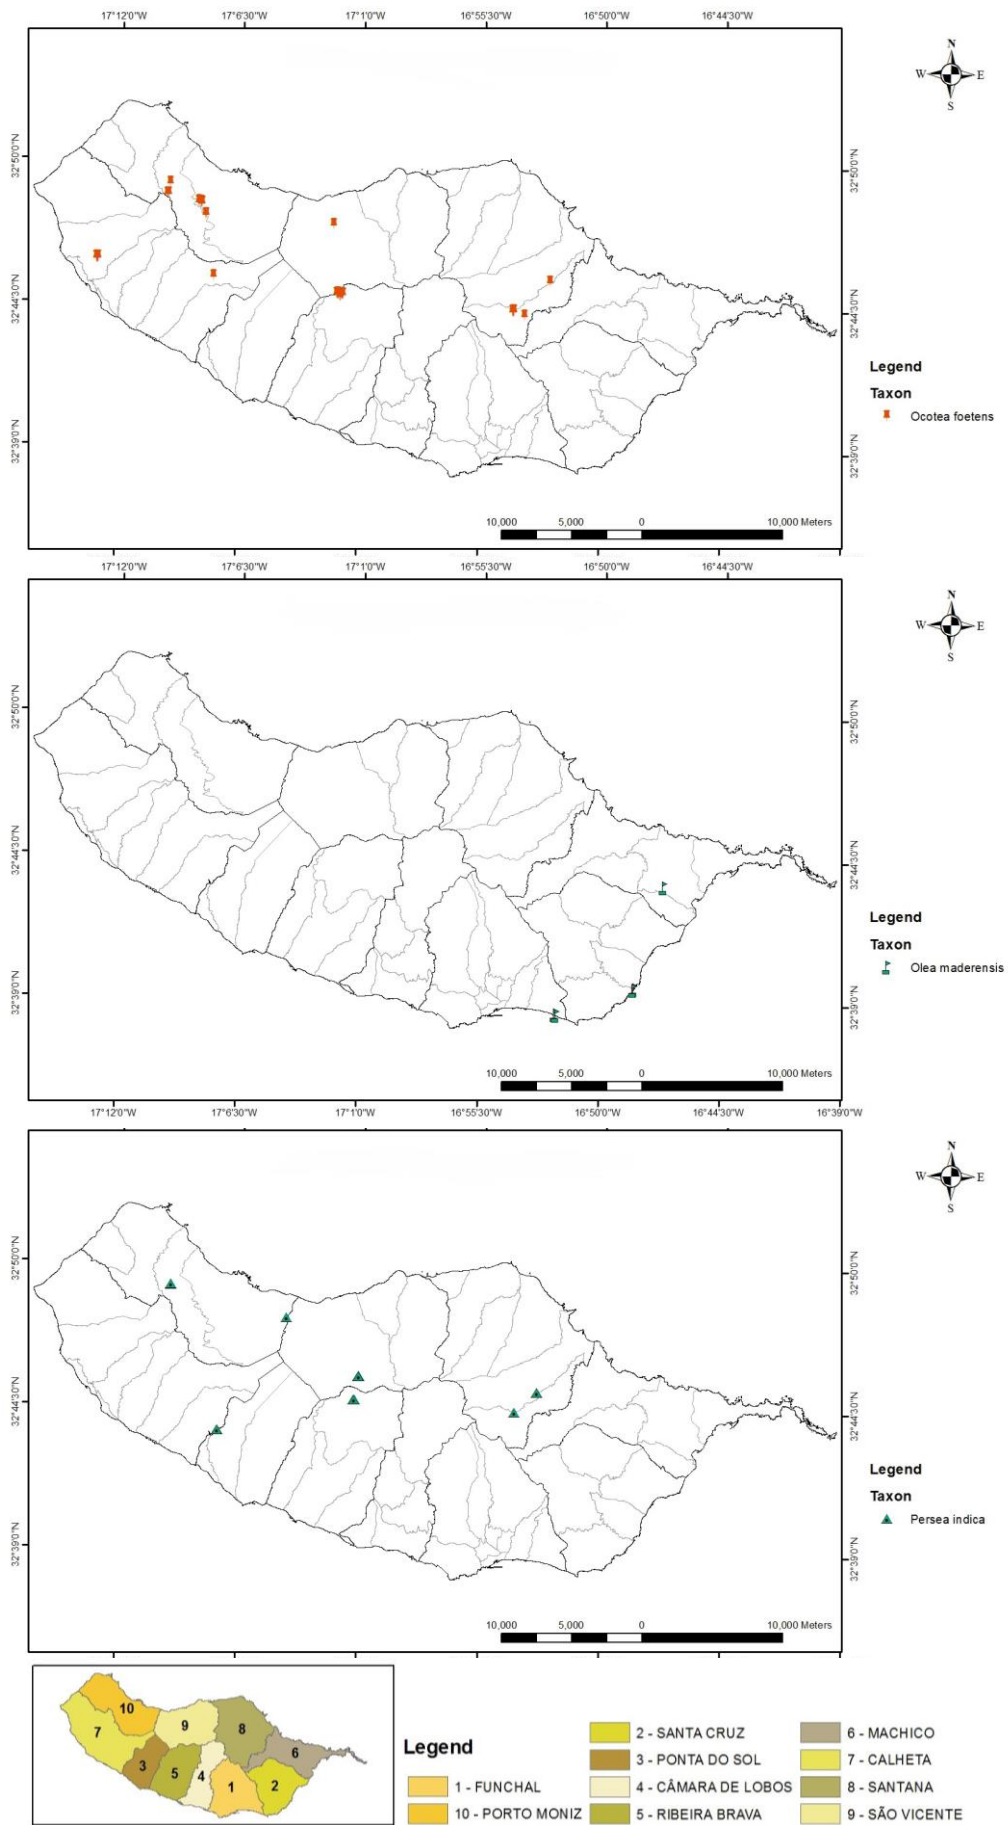 17°12'0"W 17°6'30"W 17°1'0"W 16°55'30"W 16°50'0"W 16°44'30"W
N
W E
S
32°50'0"N 32°50'0"N
32°44'30"N 32°44'30"N
Legend
Taxon
Ocotea foetens
32°39'0"N 32°39'0"N
10,000 5,000 0 10,000 Meters
17°12'0"W 17°6'30"W 17°1'0"W 16°55'30"W 16°50'0"W 16°44'30"W
N
W E
S
32°50'0"N 32°50'0"N
32°44'30"N 32°44'30"N
Legend
Taxon
Olea maderensis
32°39'0"N 32°39'0"N
10,000 5,000 0 10,000 Meters
17°12'0"W 17°6'30"W 17°1'0"W 16°55'30"W 16°50'0"W 16°44'30"W 16°39'0"W
N
W E
S
32°50'0"N 32°50'0"N
32°44'30"N 32°44'30"N
Legend
Taxon
Persea indica
32°39'0"N 32°39'0"N
10,000 5,000 0 10,000 Meters
10
7 9 8
6
3 5 4 1 2
Legend
1 - FUNCHAL
10 - PORTO MONIZ
2 - SANTA CRUZ
3 - PONTA DO SOL
4 - CÂMARA DE LOBOS
5 - RIBEIRA BRAVA
6 - MACHICO
7 - CALHETA
8 - SANTANA
9 - SÃO VICENTE